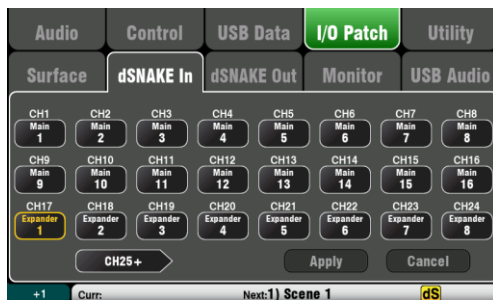 Audio Control USB Data I/O Patch Utility
Surface dSNAKE In dSNAKE Out Monitor USB Audio
CH1 CH2 CH3 CH4 CH5 CH6 CH7 CH8
Main Main Main Main Main Main Main Main
1 2 3 4 5 6 7 8
CH9 CH10 CH11 CH12 CH13 CH14 CH15 CH16
Main Main Main Main Main Main Main Main
9 10 11 12 13 14 15 16
CH17 CH18 CH19 CH20 CH21 CH22 CH23 CH24
Expander Expander Expander Expander Expander Expander Expander Expander
1 2 3 4 5 6 7 8
CH25+ Apply Cancel
+1 Curr: Next:1) Scene 1 dS